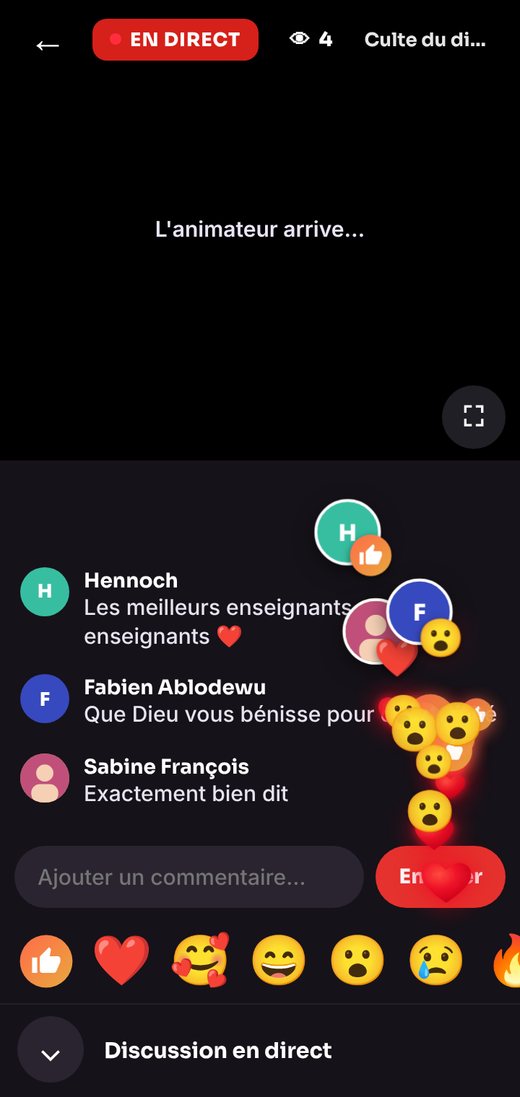 EN DIRECT
4
Culte du di...
L'animateur arrive...
H
H
Hennoch
Les meilleurs enseignants
enseignants ❤️
F
F
Fabien Ablodewu
Que Dieu vous bénisse pour
Sabine François
Exactement bien dit
Ajouter un commentaire...
Discussion en direct